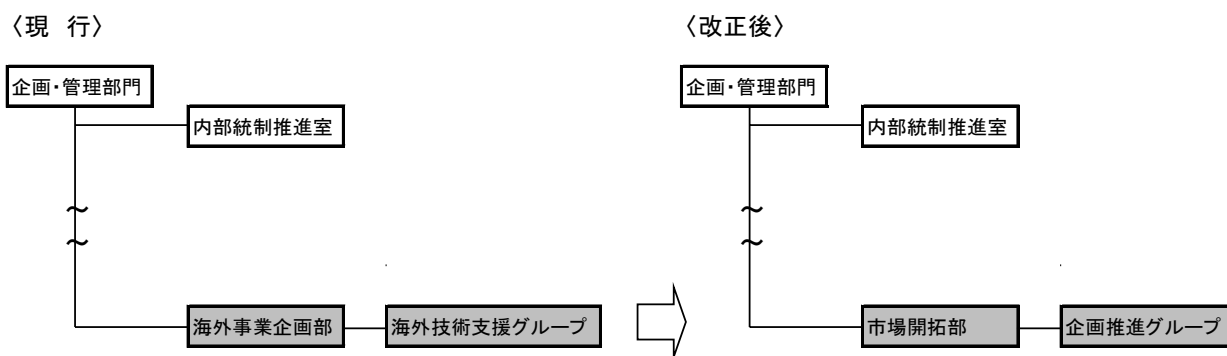 〈現　行〉
〈改正後〉
企画・管理部門
企画・管理部門
内部統制推進室
内部統制推進室
～
～
～
～
海外事業企画部
海外技術支援グループ
市場開拓部
企画推進グループ